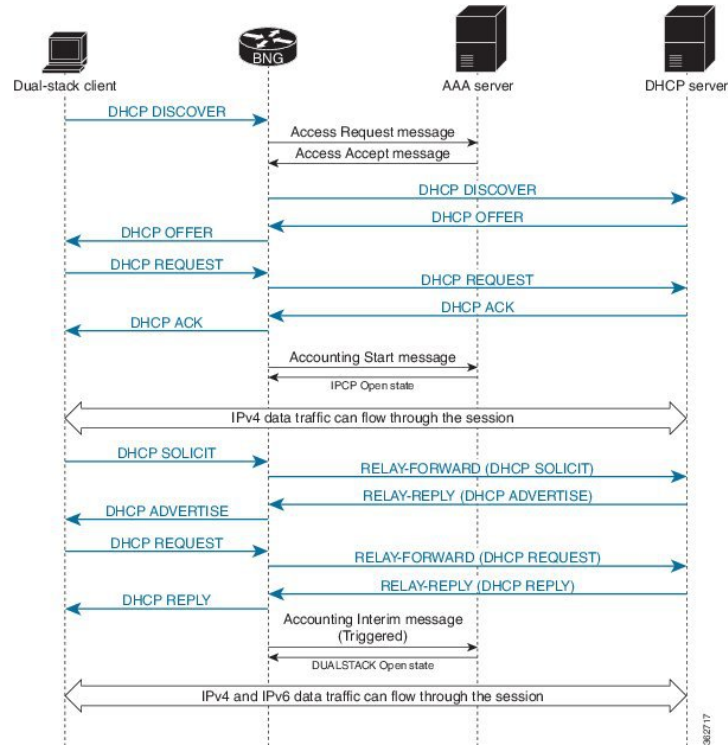 BNG
Dual-stack client
AAA server
DHCP server
DHCP DISCOVER
Access Request message
Access Accept message
DHCP DISCOVER
DHCP OFFER
DHCP OFFER
DHCP REQUEST
DHCP REQUEST
DHCP ACK
DHCP ACK
Accounting Start message
IPCP Open state
IPv4 data traffic can flow through the session
DHCP SOLICIT
RELAY-FORWARD (DHCP SOLICIT)
RELAY-REPLY (DHCP ADVERTISE)
DHCP ADVERTISE
DHCP REQUEST
RELAY-FORWARD (DHCP REQUEST)
RELAY-REPLY (DHCP REPLY)
DHCP REPLY
Accounting Interim message
(Triggered)
DUALSTACK Open state
IPv4 and IPv6 data traffic can flow through the session
362717